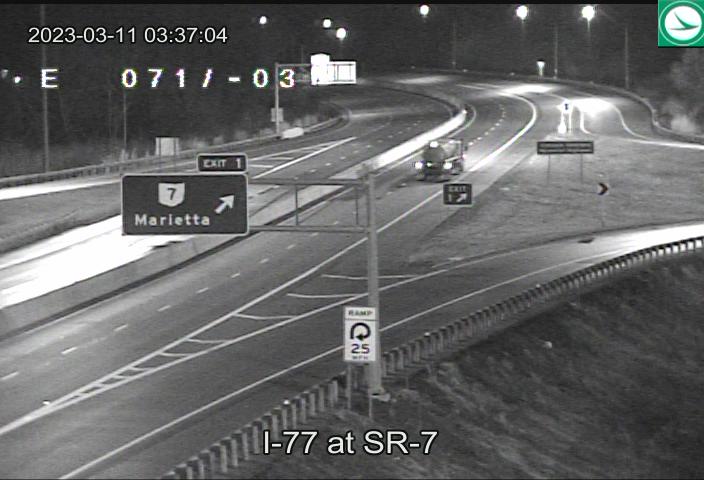 2023-03-11 03:37:04
E 071/-03
EXIT 1
7
Marietta
EXIT
1
RAMP
25
MPH
I-77 at SR-7